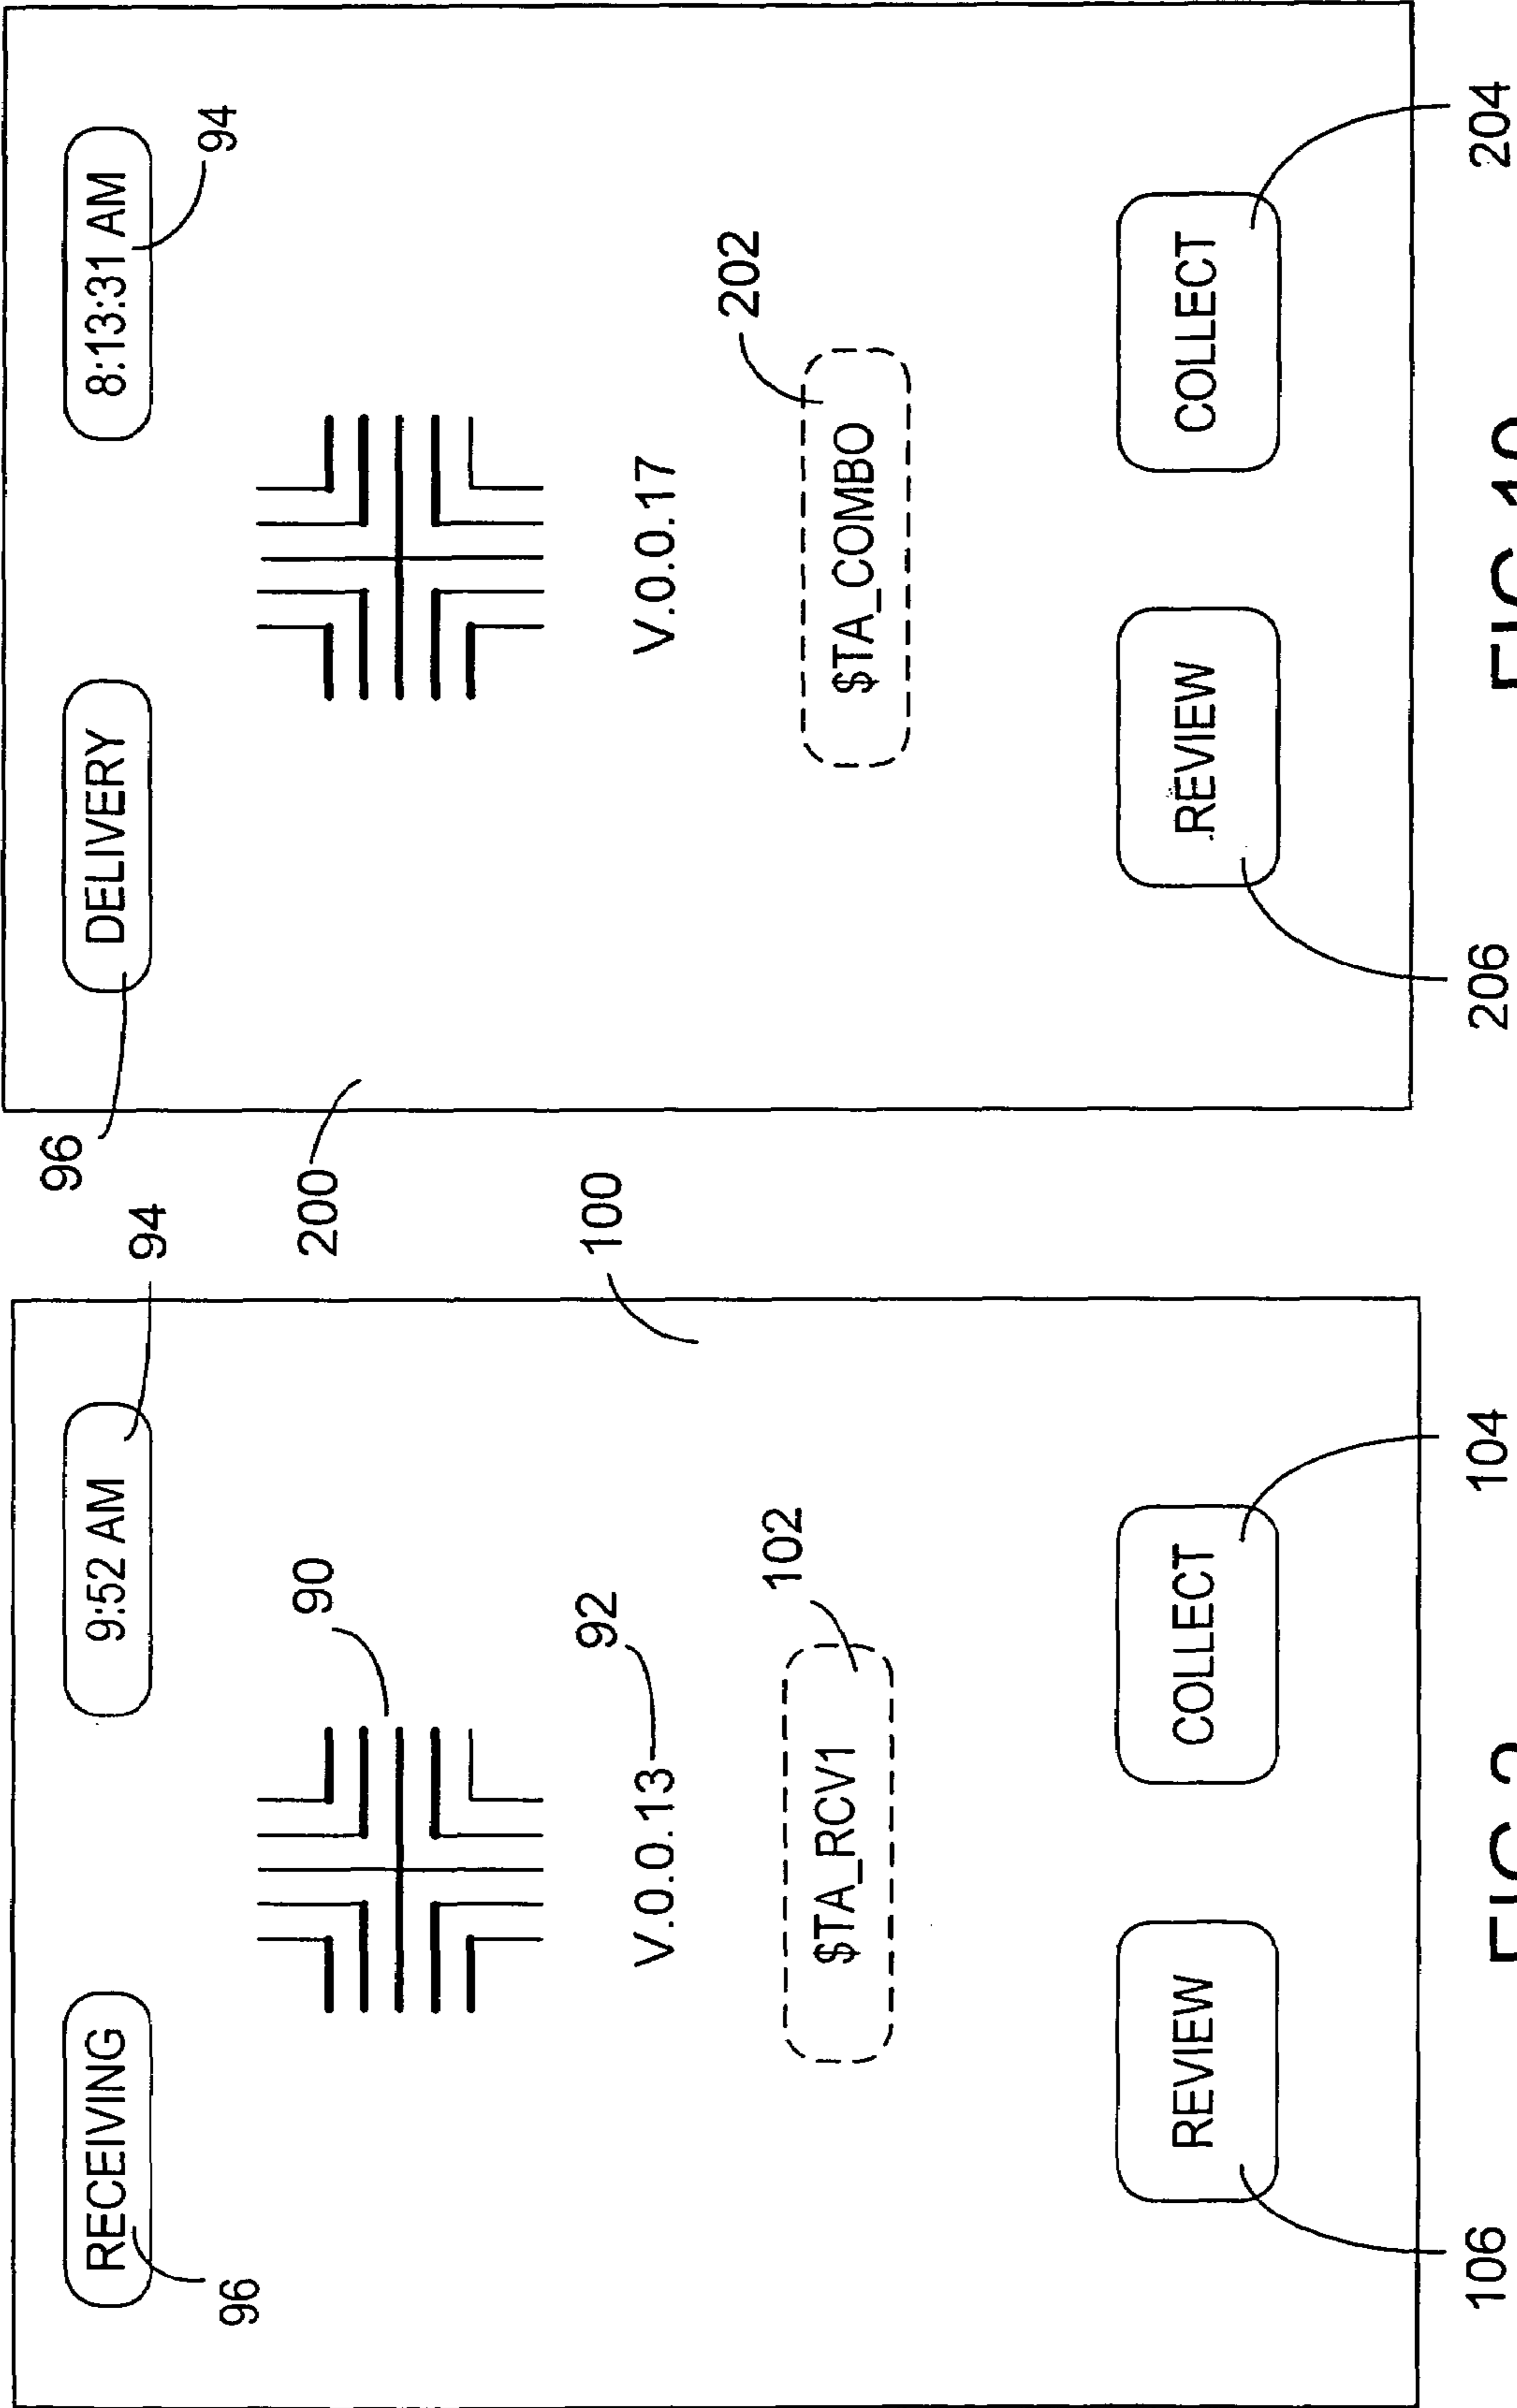 RECEIVING
9:52 AM
94
96
90
V.0.0.13
92
$TA_RCV1
102
100
REVIEW
COLLECT
106
104
96
DELIVERY
8:13:31 AM
94
200
V.0.0.17
202
$TA_COMBO
REVIEW
COLLECT
206
204